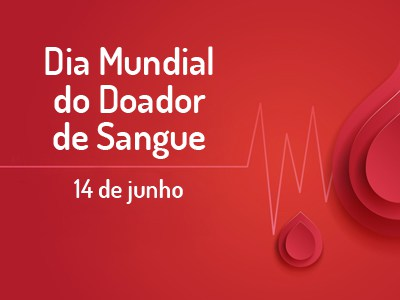 Dia Mundial
do Doador
de Sangue
14 de junho